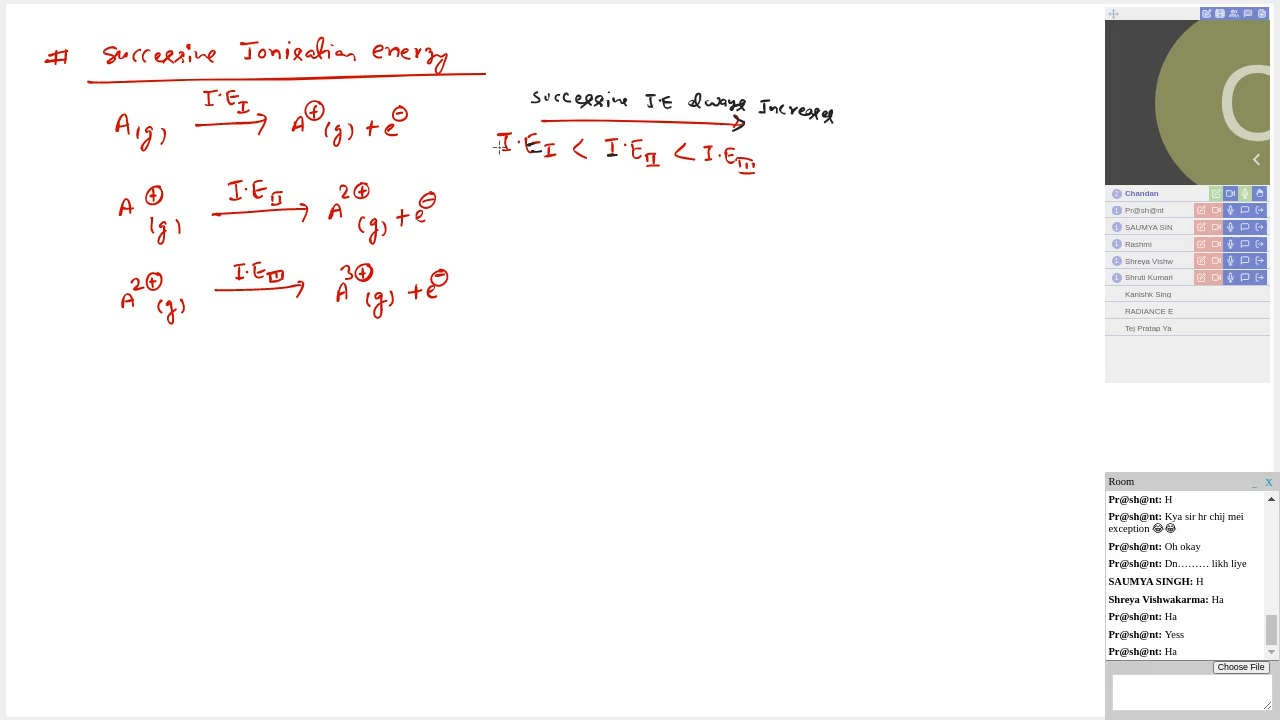 # Successive Ionisation energy
A(g) I.E_I → A⊕(g) + e⊖
Successive I.E always Increases
I.E_I < I.E_II < I.E_III
A⊕(g) I.E_II → A2⊕(g) + e⊖
A2⊕(g) I.E_III → A3⊕(g) + e⊖
C
Chandan
Pr@sh@nt
SAUMYA SIN
Rashmi
Shreya Vishw
Shruti Kumari
Kanishk Sing
RADIANCE E
Tej Pratap Ya
Room _ X
Pr@sh@nt: H
Pr@sh@nt: Kya sir hr chij mei
exception 😂😂
Pr@sh@nt: Oh okay
Pr@sh@nt: Dn……… likh liye
SAUMYA SINGH: H
Shreya Vishwakarma: Ha
Pr@sh@nt: Ha
Pr@sh@nt: Yess
Pr@sh@nt: Ha
Choose File